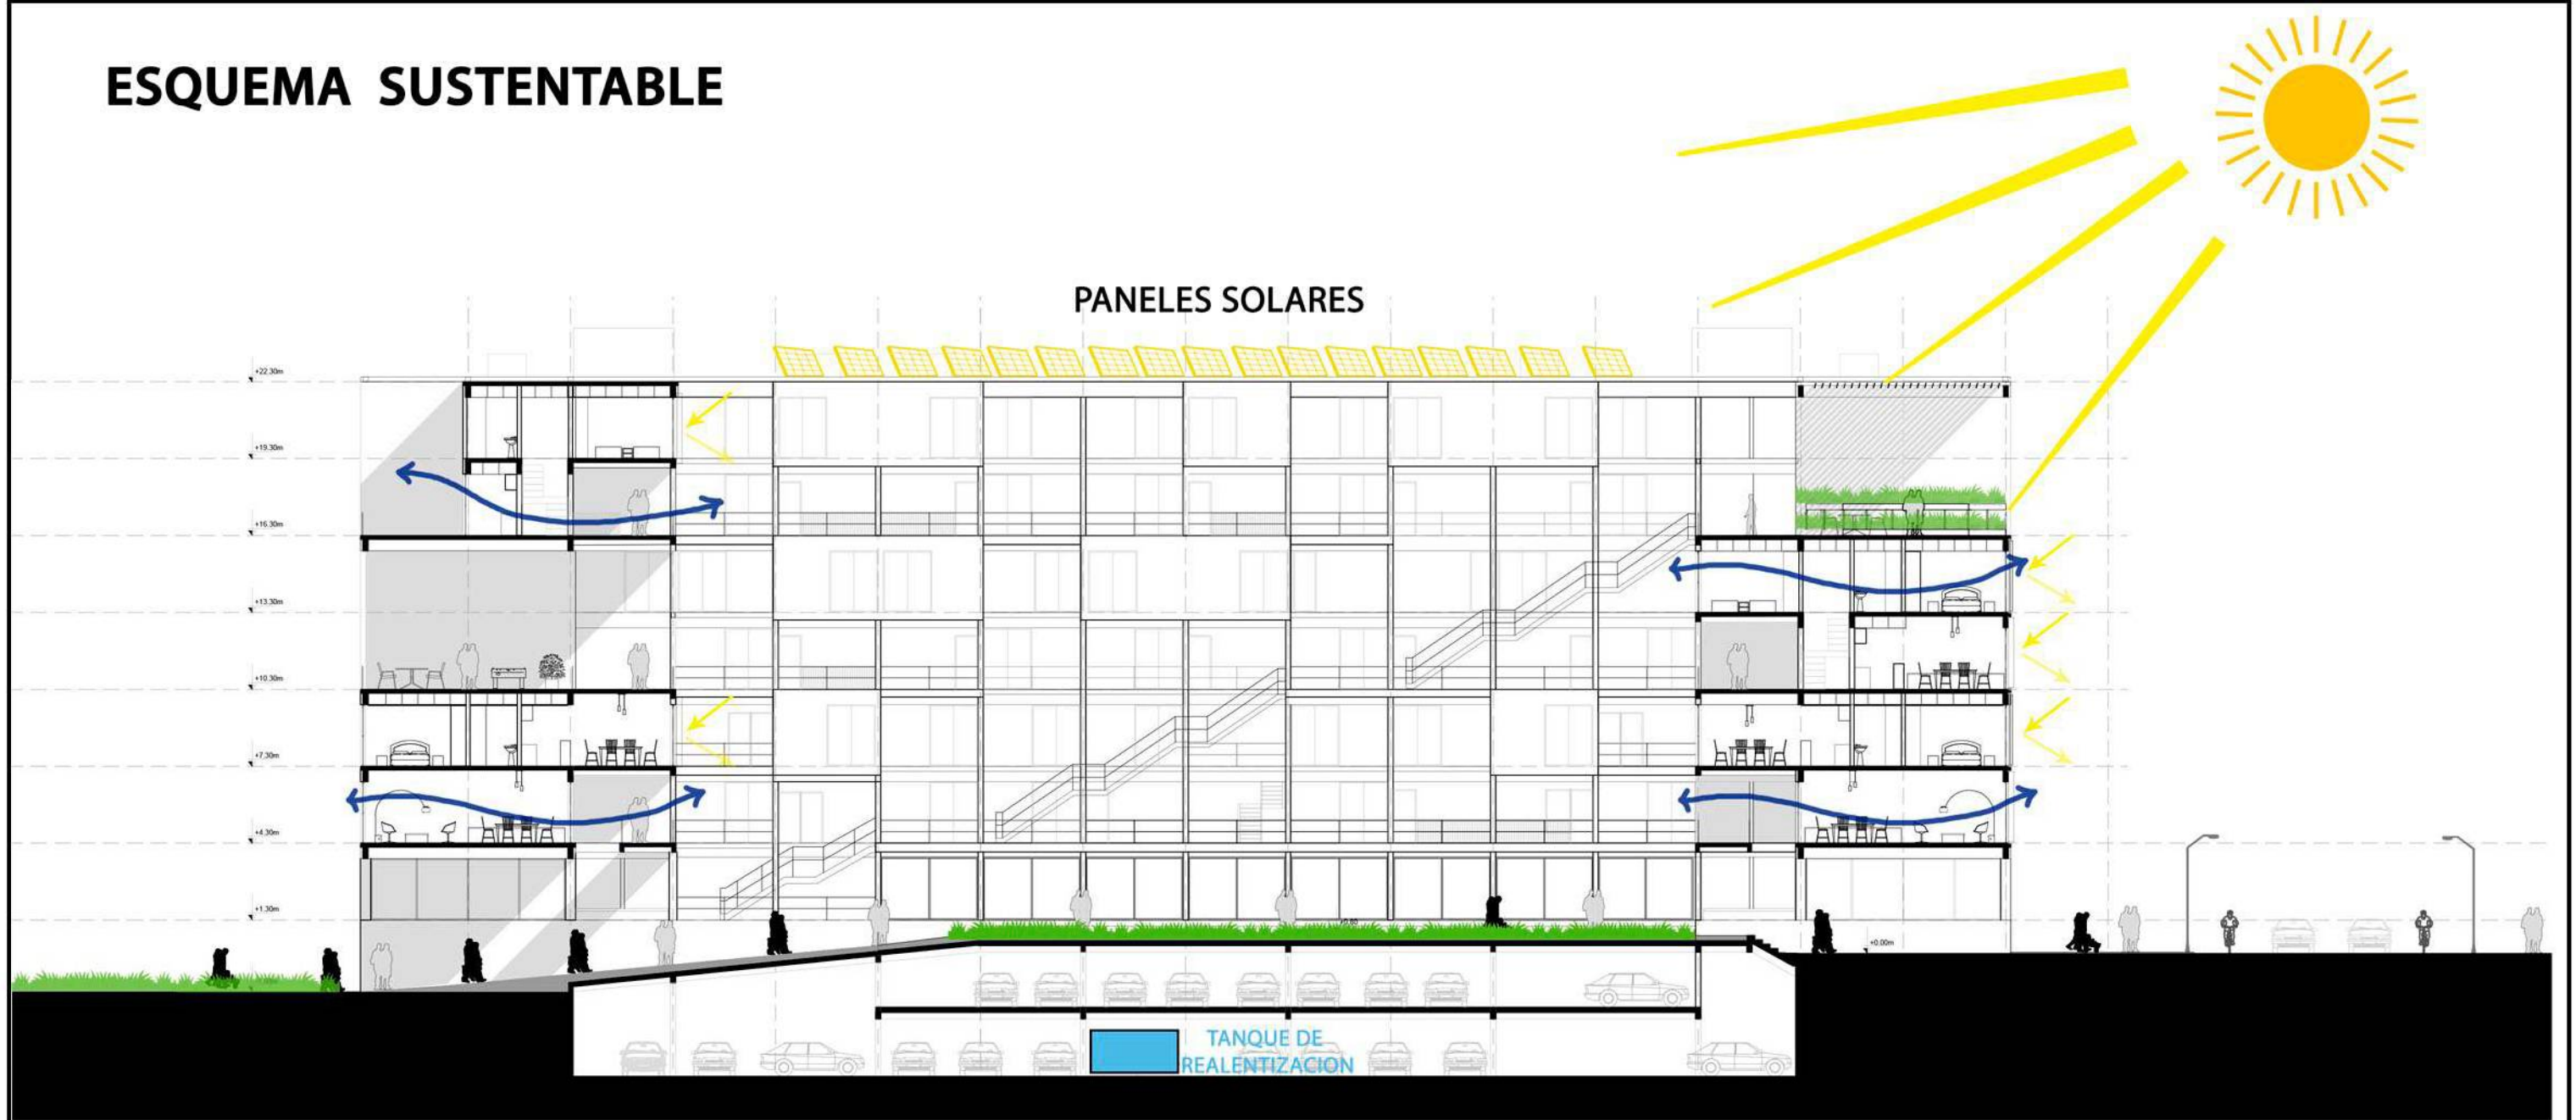 ESQUEMA SUSTENTABLE
PANELES SOLARES
+22.30m
+19.30m
+16.30m
+13.30m
+10.30m
+7.30m
+4.30m
+1.30m
+0.00m
TANQUE DE
REALENTIZACION